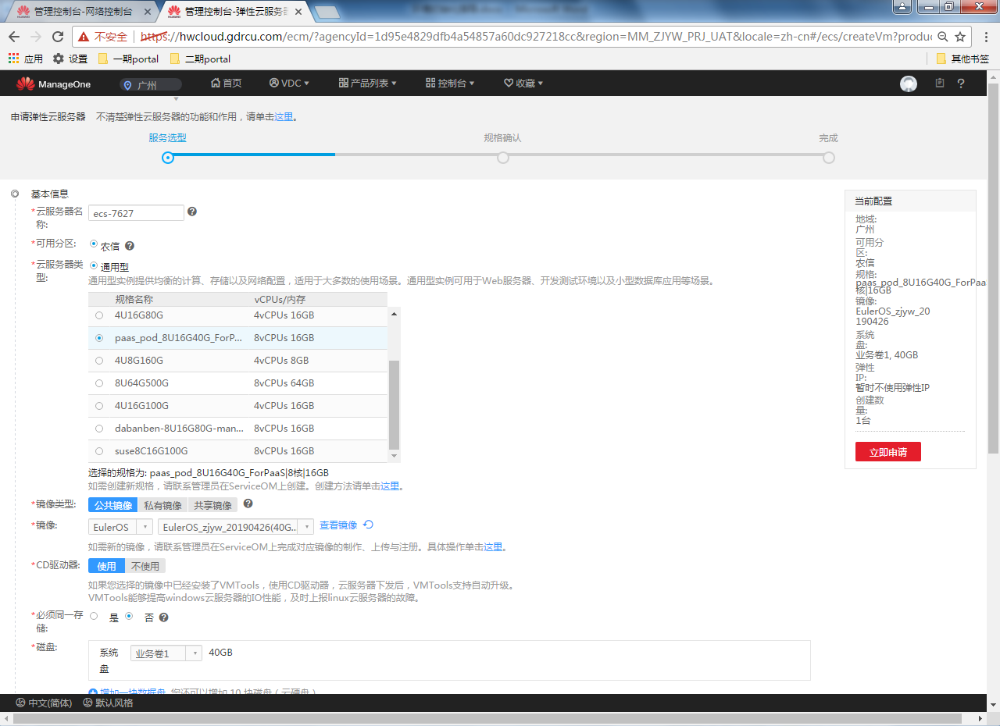 管理控制台-网络控制台
管理控制台-弹性云服务器
不安全 https://hwcloud.gdrcu.com/ecm/?agencyId=1d95e4829dfb4a54857a60dc927218cc&region=MM_ZJYW_PRJ_UAT&locale=zh-cn#/ecs/createVm?produc
应用 设置 一期portal 二期portal 其他书签
ManageOne 广州 首页 VDC 产品列表 控制台 收藏 ?
申请弹性云服务器 不清楚弹性云服务器的功能和作用，请单击这里。
服务选型 规格确认 完成
基本信息
*云服务器名称: ecs-7627
*可用分区: 农信
*云服务器类型: 通用型
通用型实例提供均衡的计算、存储以及网络配置，适用于大多数的使用场景。通用型实例可用于Web服务器、开发测试环境以及小型数据库应用等场景。
规格名称 vCPUs/内存
4U16G80G 4vCPUs 16GB
paas_pod_8U16G40G_ForP... 8vCPUs 16GB
4U8G160G 4vCPUs 8GB
8U64G500G 8vCPUs 64GB
4U16G100G 4vCPUs 16GB
dabanben-8U16G80G-man... 8vCPUs 16GB
suse8C16G100G 8vCPUs 16GB
选择的规格为: paas_pod_8U16G40G_ForPaaS|8核|16GB
如需创建新规格，请联系管理员在ServiceOM上创建。创建方法请单击这里。
*镜像类型: 公共镜像 私有镜像 共享镜像
*镜像: EulerOS EulerOS_zjyw_20190426(40G... 查看镜像
如需新的镜像，请联系管理员在ServiceOM上完成对应镜像的制作、上传与注册。具体操作单击这里。
*CD驱动器: 使用 不使用
如果您选择的镜像中已经安装了VMTools，使用CD驱动器，云服务器下发后，VMTools支持自动升级。
VMTools能够提高windows云服务器的IO性能，及时上报linux云服务器的故障。
*必须同一存储: 是 否
*磁盘: 系统盘 业务卷1 40GB
增加一块数据盘 您还可以增加 10 块磁盘（云硬盘）
当前配置
地域:
广州
可用分
区:
农信
规格:
paas_pod_8U16G40G_ForPaa
核|16GB
镜像:
EulerOS_zjyw_20
190426
系统
盘:
业务卷1, 40GB
弹性
IP:
暂时不使用弹性IP
创建数
量:
1台
立即申请
中文(简体) 默认风格